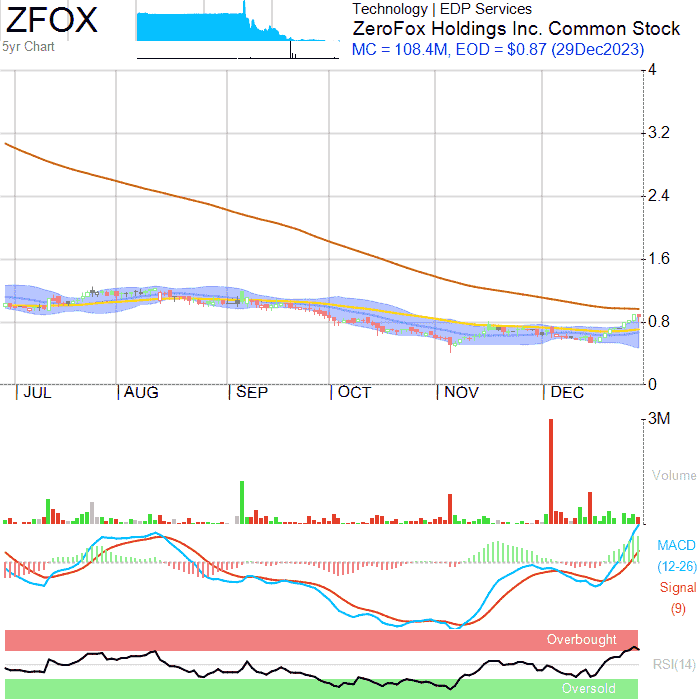 ZFOX
5yr Chart
Technology | EDP Services
ZeroFox Holdings Inc. Common Stock
MC = 108.4M, EOD = $0.87 (29Dec2023)
4
3.2
2.4
1.6
0.8
0
JUL AUG SEP OCT NOV DEC
3M
Volume
MACD
(12-26)
Signal
(9)
Overbought
RSI(14)
Oversold